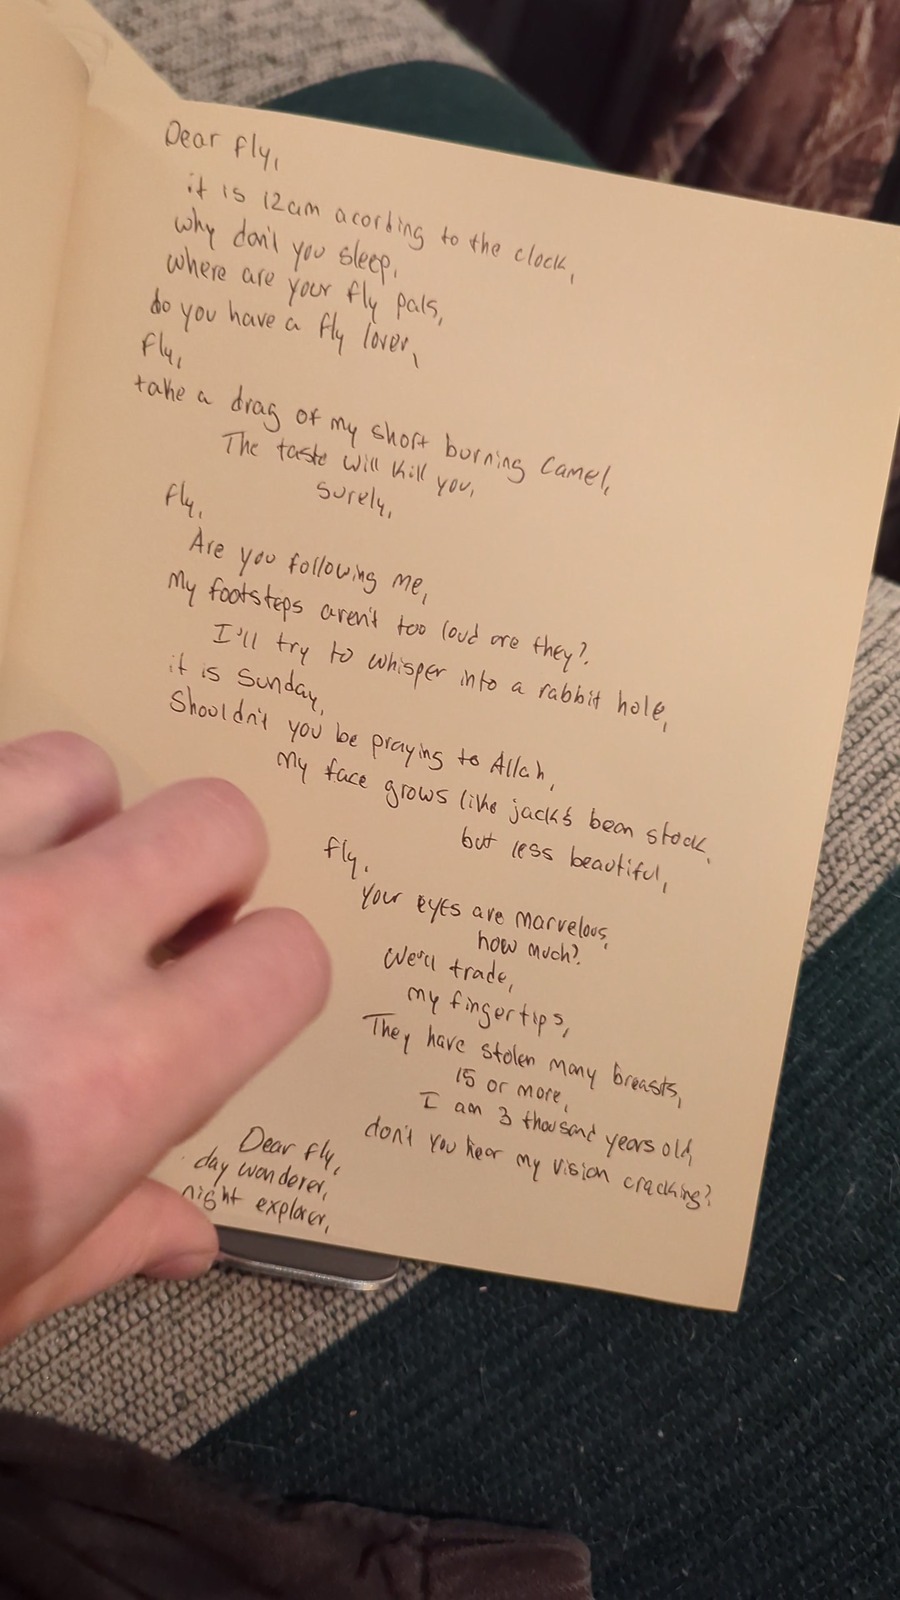 Dear fly,
it is 12am acording to the clock,
why don't you sleep,
where are your fly pals,
do you have a fly lover,
fly,
take a drag of my short burning Camel,
The taste will kill you,
surely,
fly,
Are you following me,
My footsteps aren't too loud are they?
I'll try to whisper into a rabbit hole,
it is Sunday,
Shouldn't you be praying to Allah,
My face grows like jack's bean stock,
but less beautiful,
fly,
your eyes are marvelous,
how much?
We'll trade,
my fingertips,
They have stolen many breasts,
15 or more,
I am 3 thousand years old,
don't you hear my vision cracking?
Dear fly,
day wonderer,
night explorer,